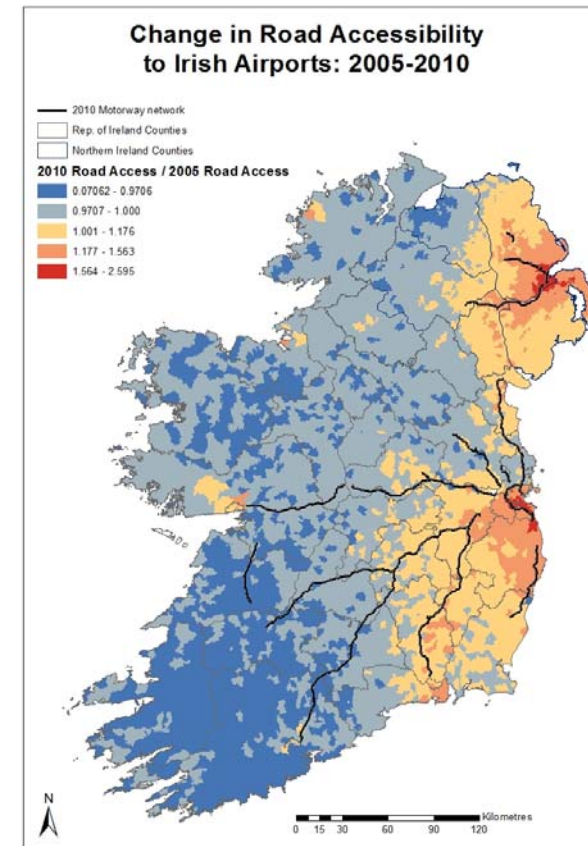 Change in Road Accessibility
to Irish Airports: 2005-2010
2010 Motorway network
Rep. of Ireland Counties
Northern Ireland Counties
2010 Road Access / 2005 Road Access
0.07062 - 0.9706
0.9707 - 1.000
1.001 - 1.176
1.177 - 1.563
1.564 - 2.595
N
Kilometres
0 15 30 60 90 120